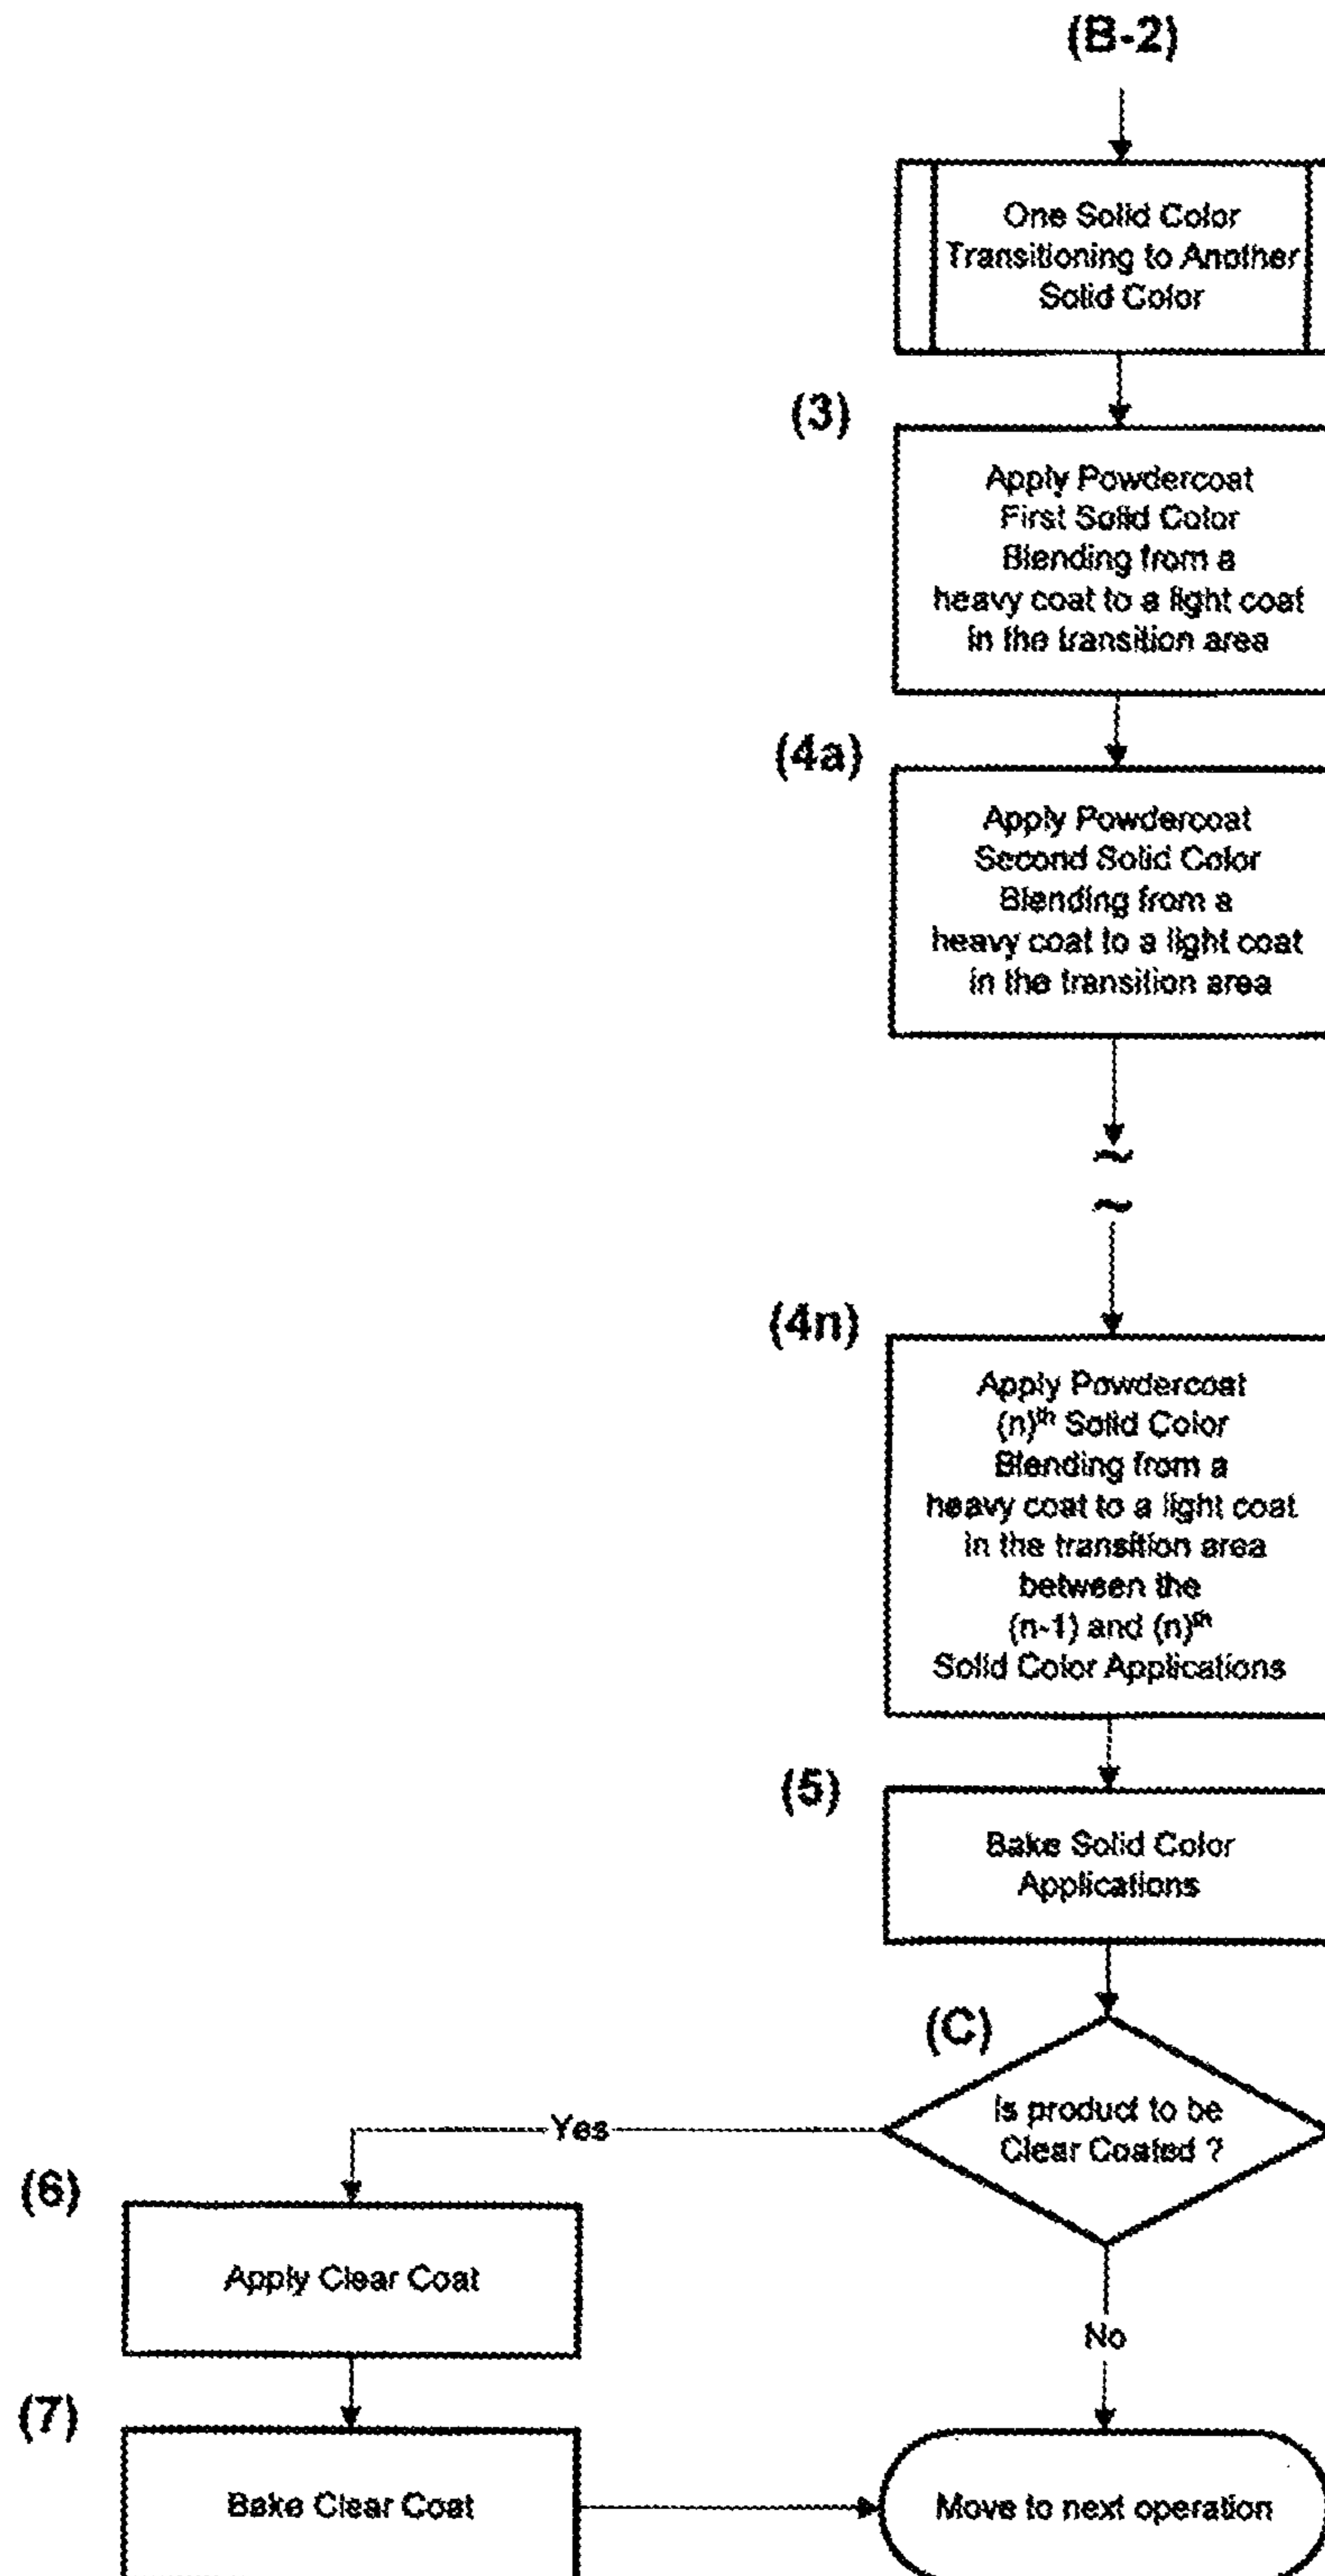 (B-2)
One Solid Color
Transitioning to Another
Solid Color
(3)
Apply Powdercoat
First Solid Color
Blending from a
heavy coat to a light coat
in the transition area
(4a)
Apply Powdercoat
Second Solid Color
Blending from a
heavy coat to a light coat
in the transition area
~
~
(4n)
Apply Powdercoat
(n)th Solid Color
Blending from a
heavy coat to a light coat
in the transition area
between the
(n-1) and (n)th
Solid Color Applications
(5)
Bake Solid Color
Applications
(C)
Is product to be
Clear Coated ?
Yes
(6)
Apply Clear Coat
No
(7)
Bake Clear Coat
Move to next operation